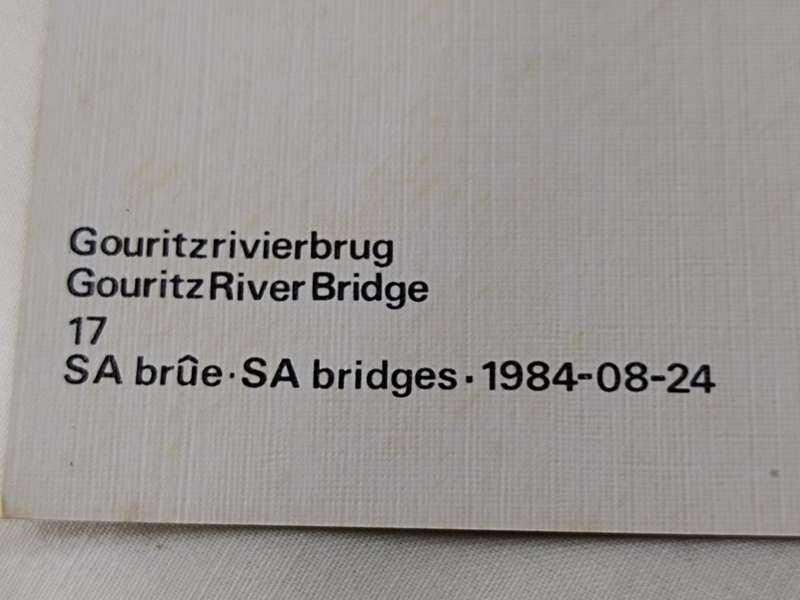 Gouritzrivierbrug
Gouritz River Bridge
17
SA brûe · SA bridges · 1984-08-24